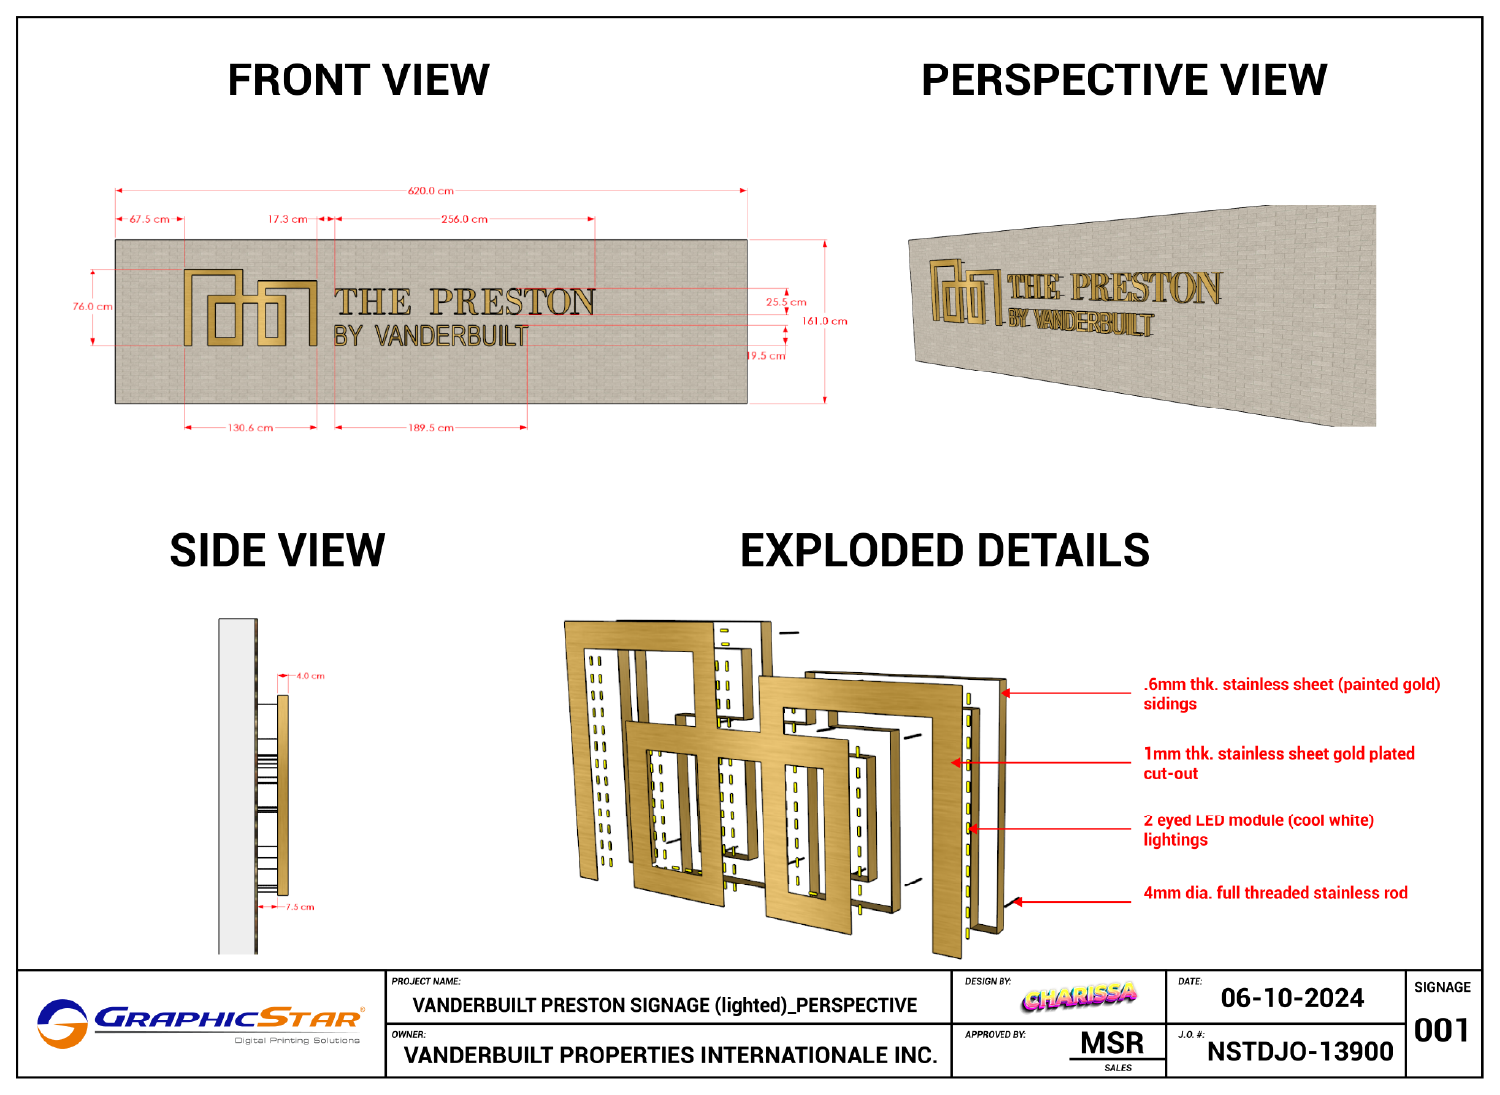 FRONT VIEW
PERSPECTIVE VIEW
620.0 cm
67.5 cm
17.3 cm
256.0 cm
76.0 cm
THE PRESTON
BY VANDERBUILT
25.5 cm
161.0 cm
19.5 cm
130.6 cm
189.5 cm
THE PRESTON
BY VANDERBUILT
SIDE VIEW
EXPLODED DETAILS
4.0 cm
7.5 cm
.6mm thk. stainless sheet (painted gold)
sidings
1mm thk. stainless sheet gold plated
cut-out
2 eyed LED module (cool white)
lightings
4mm dia. full threaded stainless rod
GRAPHICSTAR®
Digital Printing Solutions
PROJECT NAME:
VANDERBUILT PRESTON SIGNAGE (lighted)_PERSPECTIVE
OWNER:
VANDERBUILT PROPERTIES INTERNATIONALE INC.
DESIGN BY:
CHARISSA
APPROVED BY:
MSR
SALES
DATE:
06-10-2024
J.O. #:
NSTDJO-13900
SIGNAGE
001